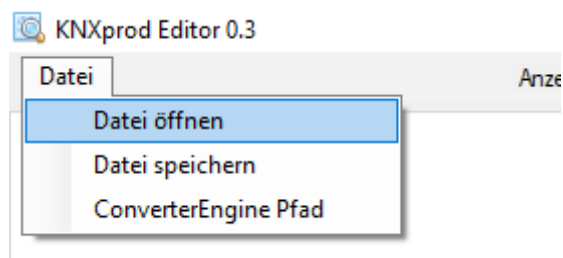 KNXprod Editor 0.3
Datei
Datei öffnen
Datei speichern
ConverterEngine Pfad